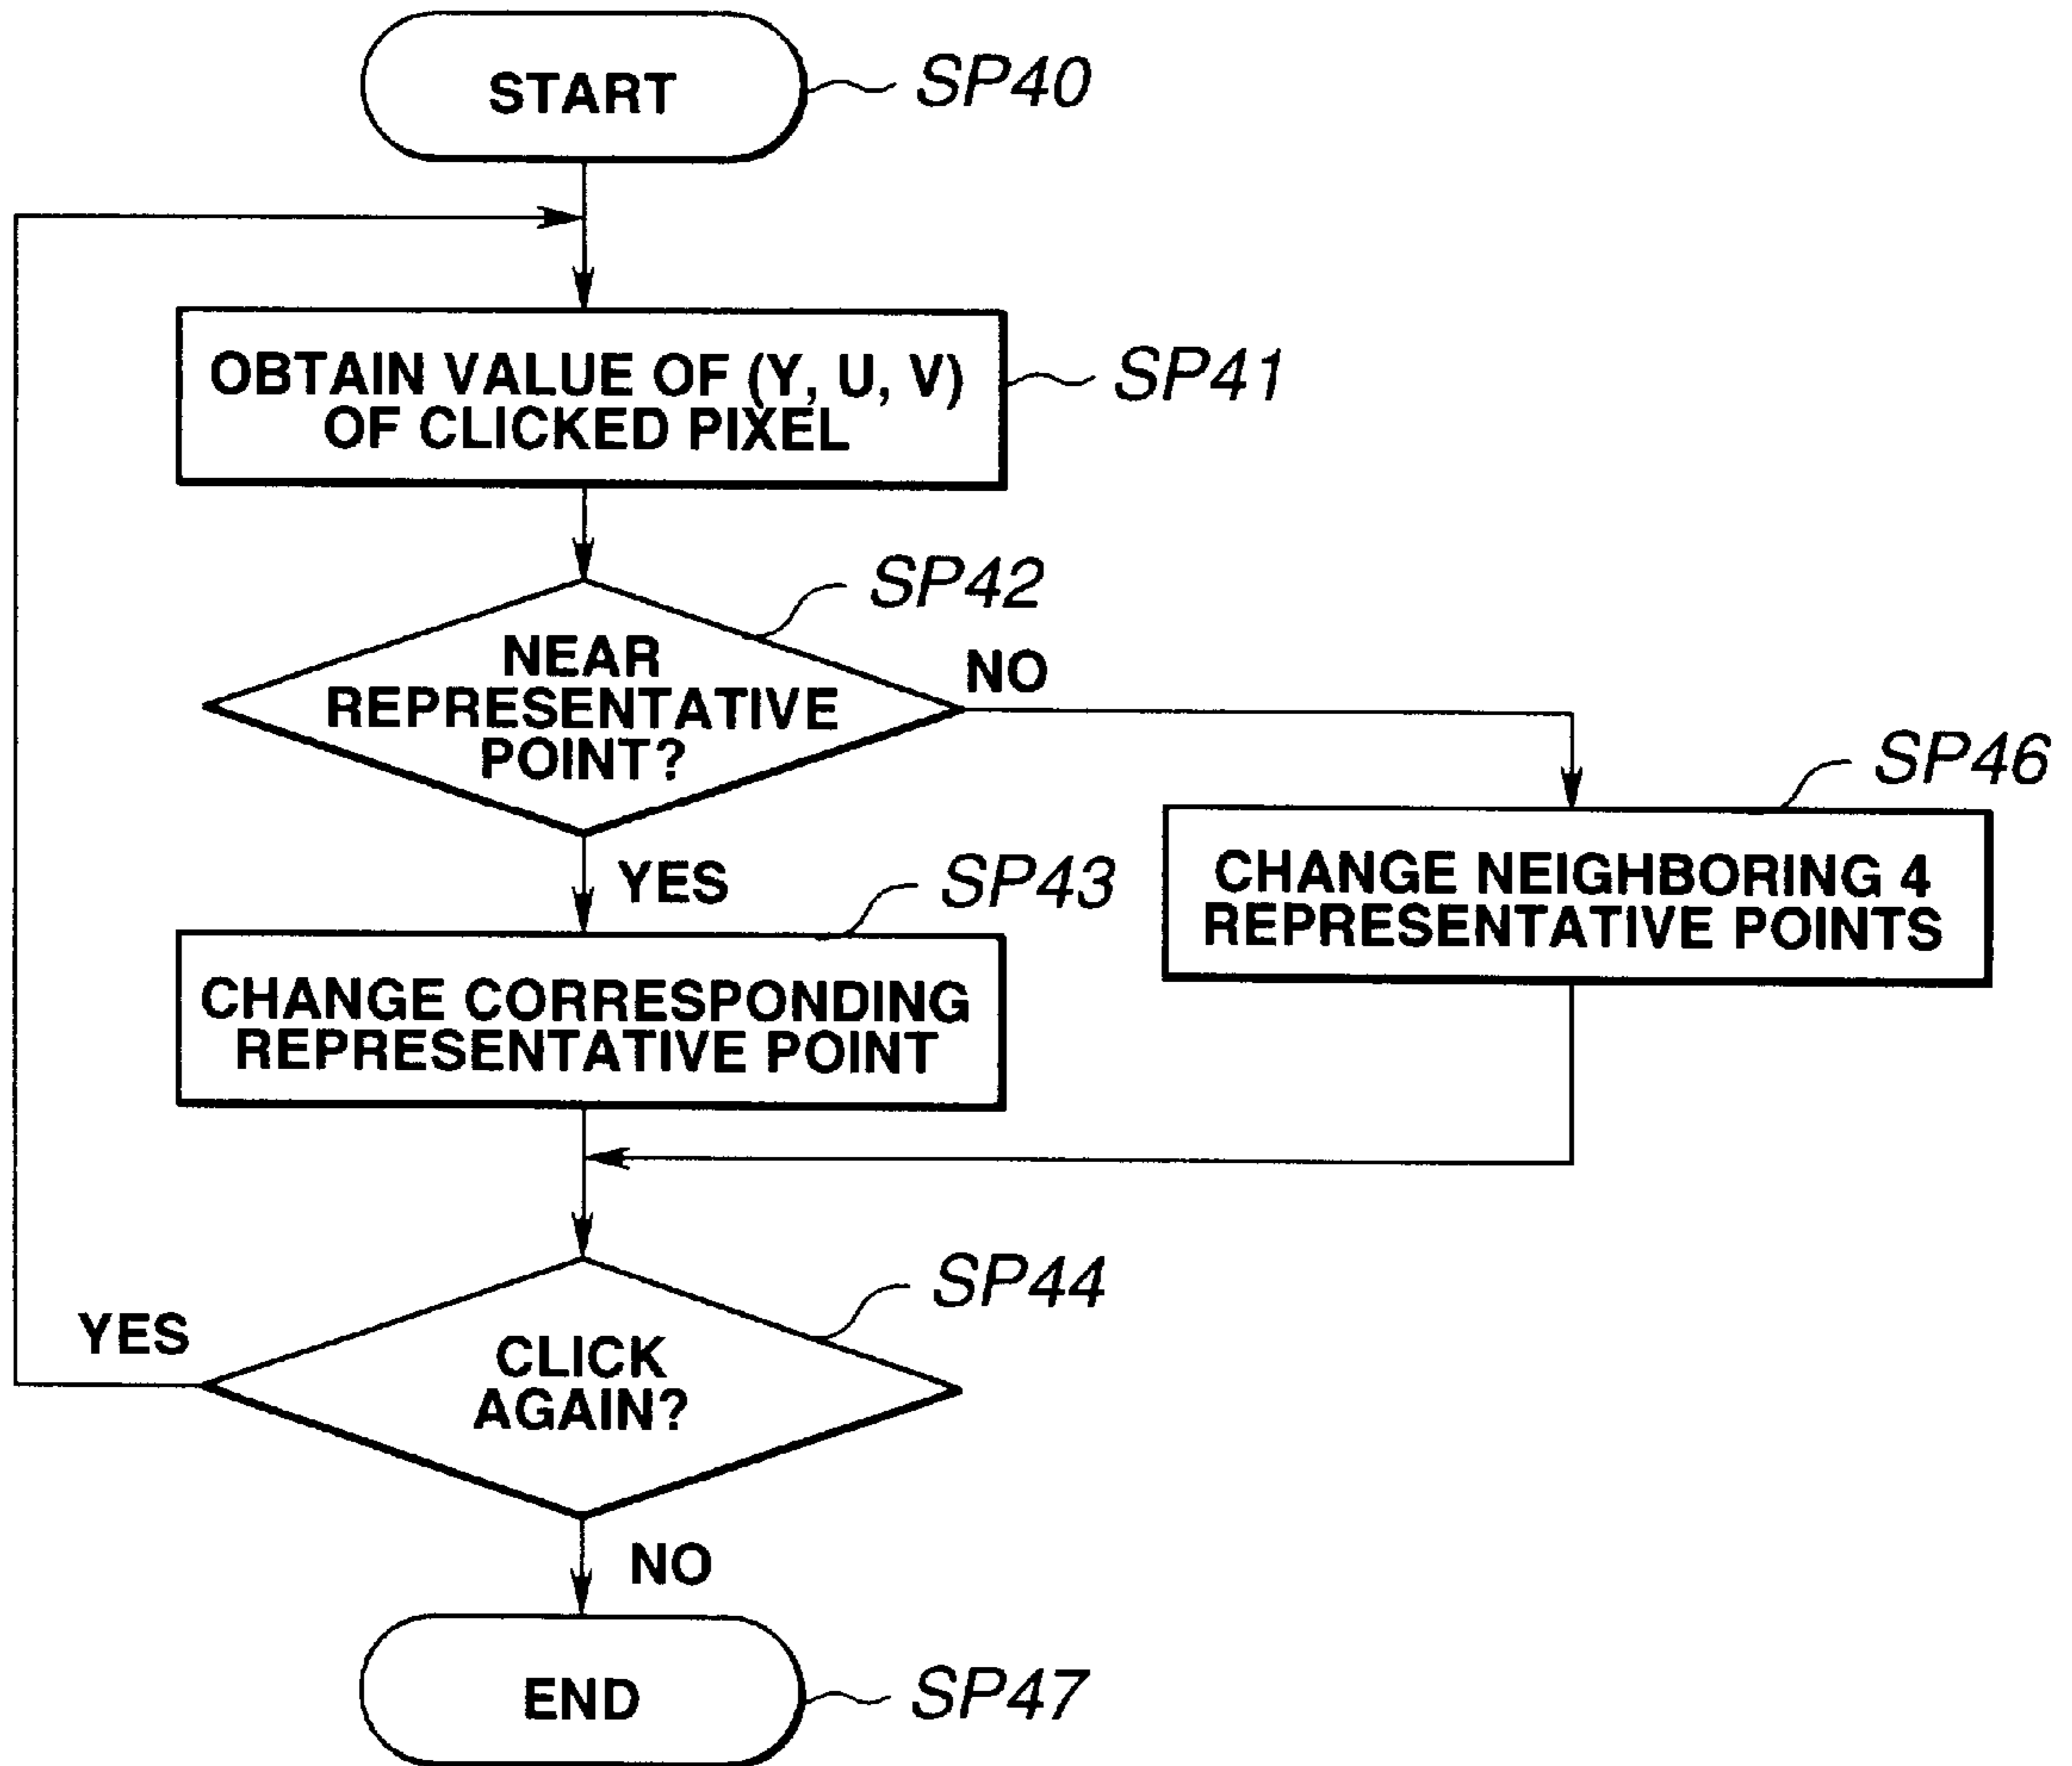 START
SP40
OBTAIN VALUE OF (Y, U, V)
OF CLICKED PIXEL
SP41
SP42
NEAR
REPRESENTATIVE
POINT?
NO
SP46
CHANGE NEIGHBORING 4
REPRESENTATIVE POINTS
YES
SP43
CHANGE CORRESPONDING
REPRESENTATIVE POINT
SP44
YES
CLICK
AGAIN?
NO
END
SP47